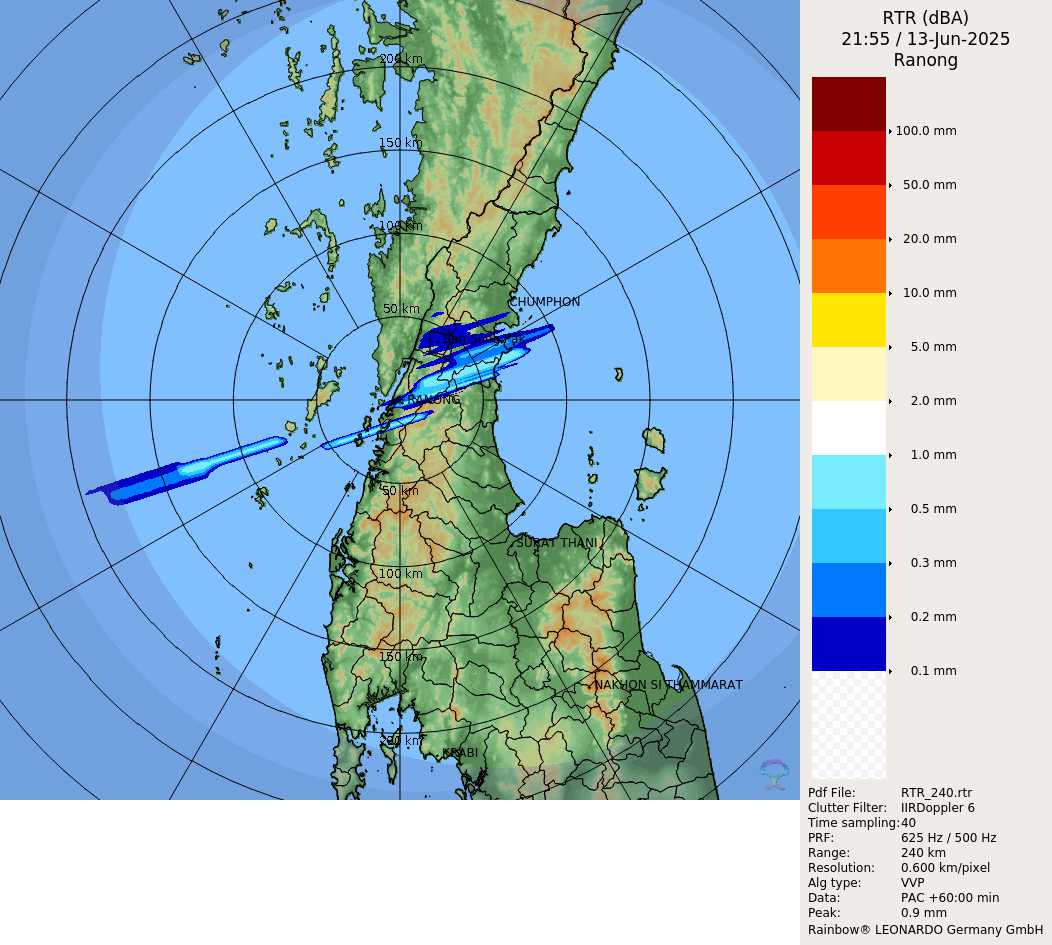 RTR (dBA)
21:55 / 13-Jun-2025
Ranong
200 km
150 km
100 km
50 km
CHUMPHON
RANONG
50 km
SURAT THANI
100 km
150 km
NAKHON SI THAMMARAT
200 km
KRABI
100.0 mm
50.0 mm
20.0 mm
10.0 mm
5.0 mm
2.0 mm
1.0 mm
0.5 mm
0.3 mm
0.2 mm
0.1 mm
Pdf File: RTR_240.rtr
Clutter Filter: IIRDoppler 6
Time sampling:40
PRF: 625 Hz / 500 Hz
Range: 240 km
Resolution: 0.600 km/pixel
Alg type: VVP
Data: PAC +60:00 min
Peak: 0.9 mm
Rainbow® LEONARDO Germany GmbH